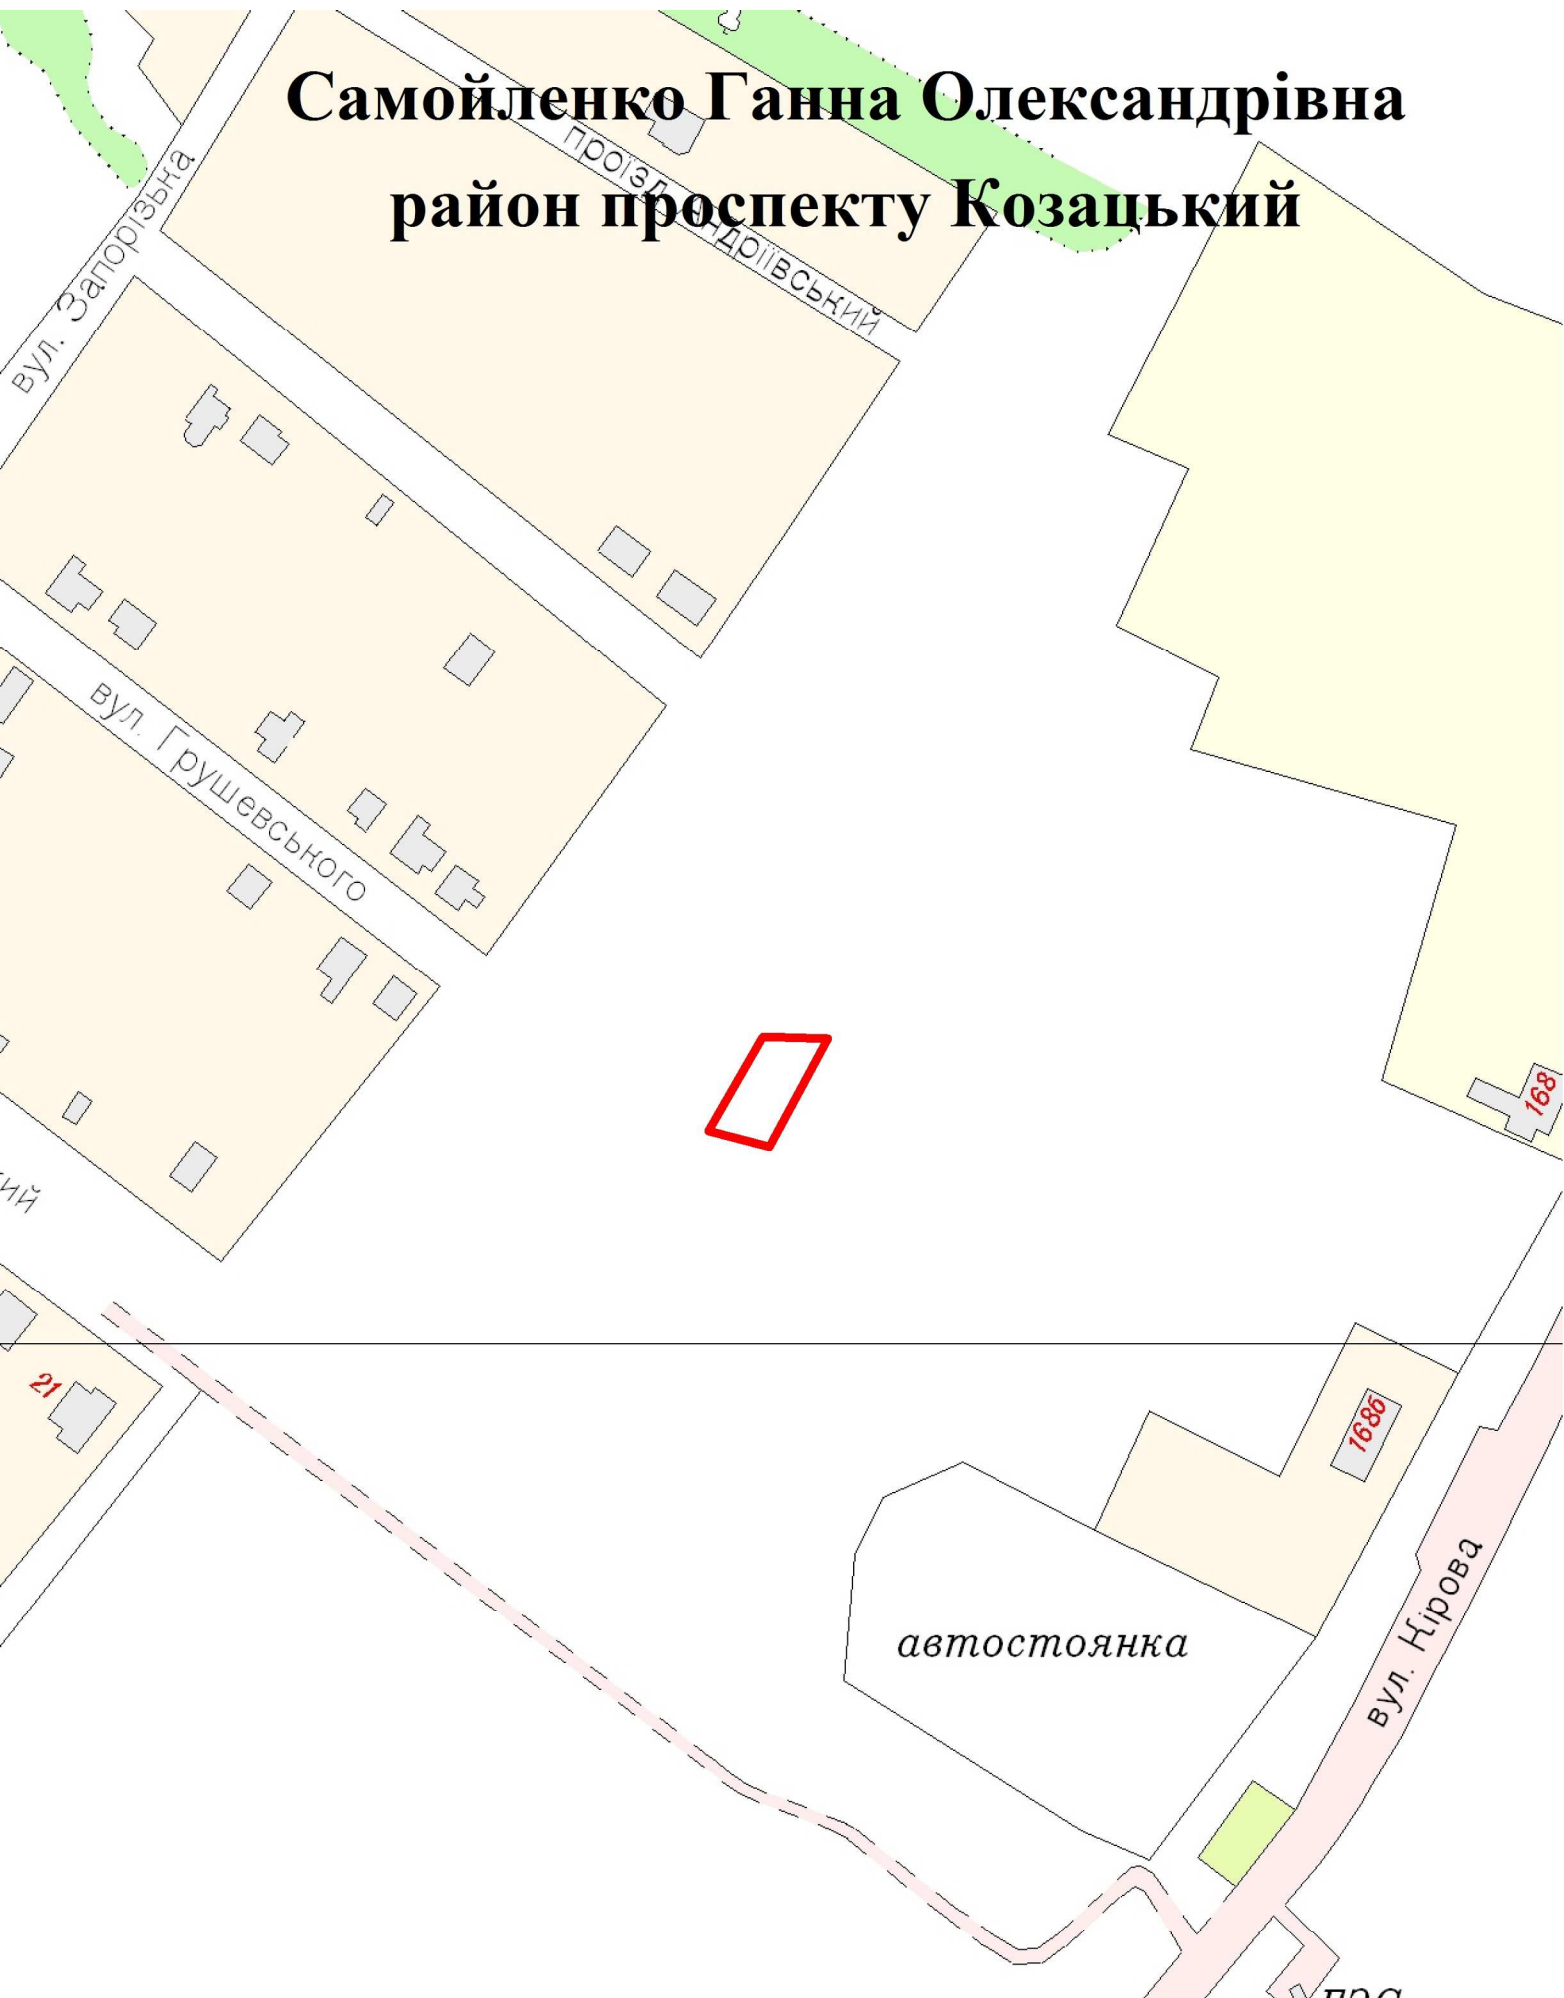 Самойленко Ганна Олександрівна
район проспекту Козацький
проїзд Андріївський
вул. Запорізька
вул. Грушевського
168
21
168б
автостоянка
вул. Кірова